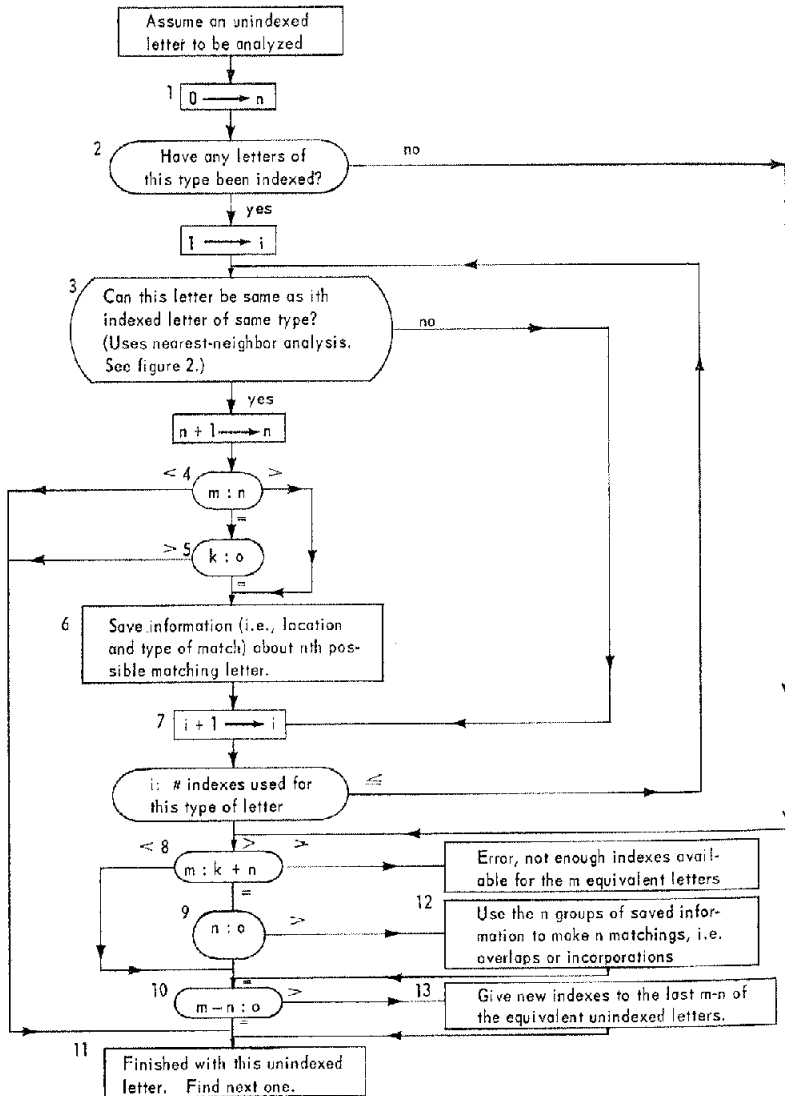 Assume an unindexed
letter to be analyzed
1
0 ⟶ n
2
Have any letters of
this type been indexed?
no
yes
1 ⟶ i
3
Can this letter be same as ith
indexed letter of same type?
(Uses nearest-neighbor analysis.
See figure 2.)
no
yes
n + 1 ⟶ n
< 4 >
m : n
=
> 5
k : o
=
6
Save information (i.e., location
and type of match) about nth pos-
sible matching letter.
7
i + 1 ⟶ i
i: # indexes used for
this type of letter
≤
>
< 8 >
m : k + n
=
Error, not enough indexes avail-
able for the m equivalent letters
9
n : o
>
12
Use the n groups of saved infor-
mation to make n matchings, i.e.
overlaps or incorporations
=
10
m – n : o
>
13
Give new indexes to the last m-n of
the equivalent unindexed letters.
=
11
Finished with this unindexed
letter. Find next one.